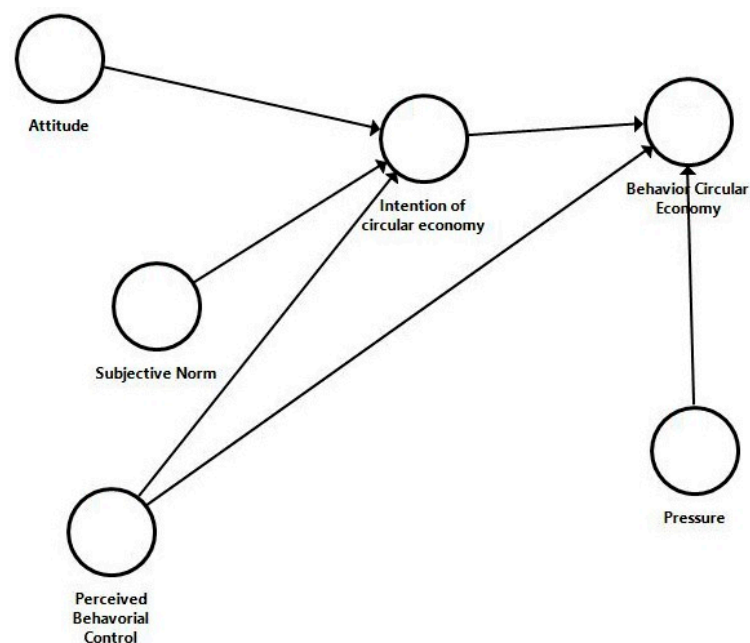 Attitude
Intention of
circular economy
Behavior Circular
Economy
Subjective Norm
Pressure
Perceived
Behavorial
Control